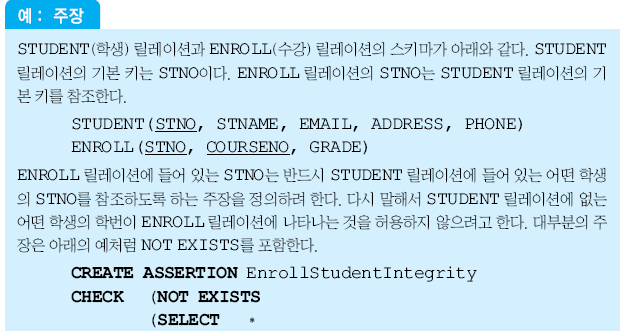 예 : 주장
STUDENT(학생) 릴레이션과 ENROLL(수강) 릴레이션의 스키마가 아래와 같다. STUDENT
릴레이션의 기본 키는 STNO이다. ENROLL 릴레이션의 STNO는 STUDENT 릴레이션의 기
본 키를 참조한다.
STUDENT(STNO, STNAME, EMAIL, ADDRESS, PHONE)
ENROLL(STNO, COURSENO, GRADE)
ENROLL 릴레이션에 들어 있는 STNO는 반드시 STUDENT 릴레이션에 들어 있는 어떤 학생
의 STNO를 참조하도록 하는 주장을 정의하려 한다. 다시 말해서 STUDENT 릴레이션에 없는
어떤 학생의 학번이 ENROLL 릴레이션에 나타나는 것을 허용하지 않으려고 한다. 대부분의 주
장은 아래의 예처럼 NOT EXISTS를 포함한다.
CREATE ASSERTION EnrollStudentIntegrity
CHECK (NOT EXISTS
(SELECT *